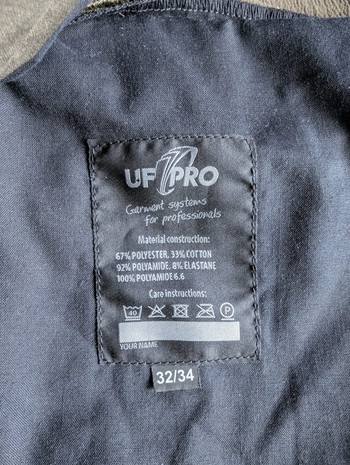 UF PRO
Garment systems
for professionals
Material construction:
67% POLYESTER, 33% COTTON
92% POLYAMIDE, 8% ELASTANE
100% POLYAMIDE 6.6
Care instructions:
40 P
YOUR NAME
32/34